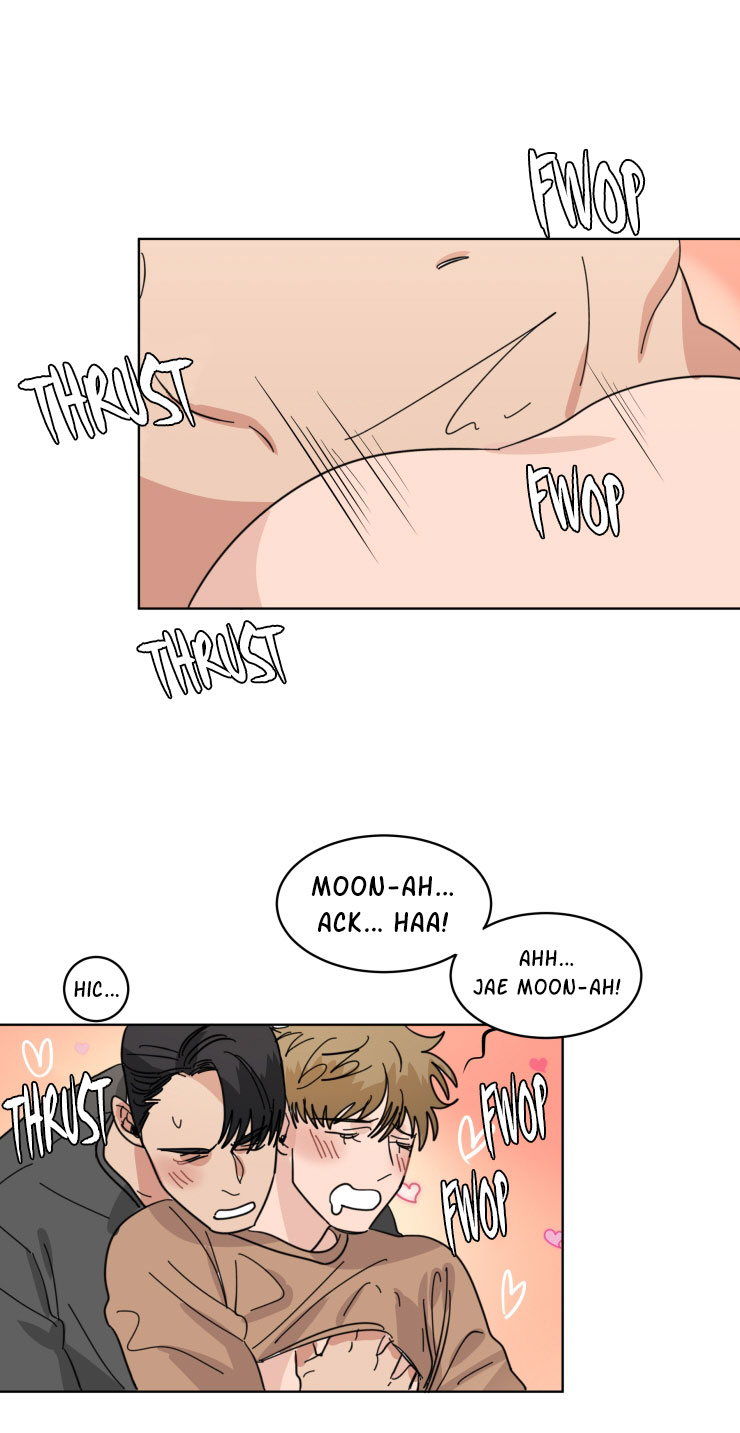 FWOP
THRUST
FWOP
THRUST
MOON-AH...
ACK... HAA!
AHH...
JAE MOON-AH!
HIC...
THRUST
FWOP
FWOP